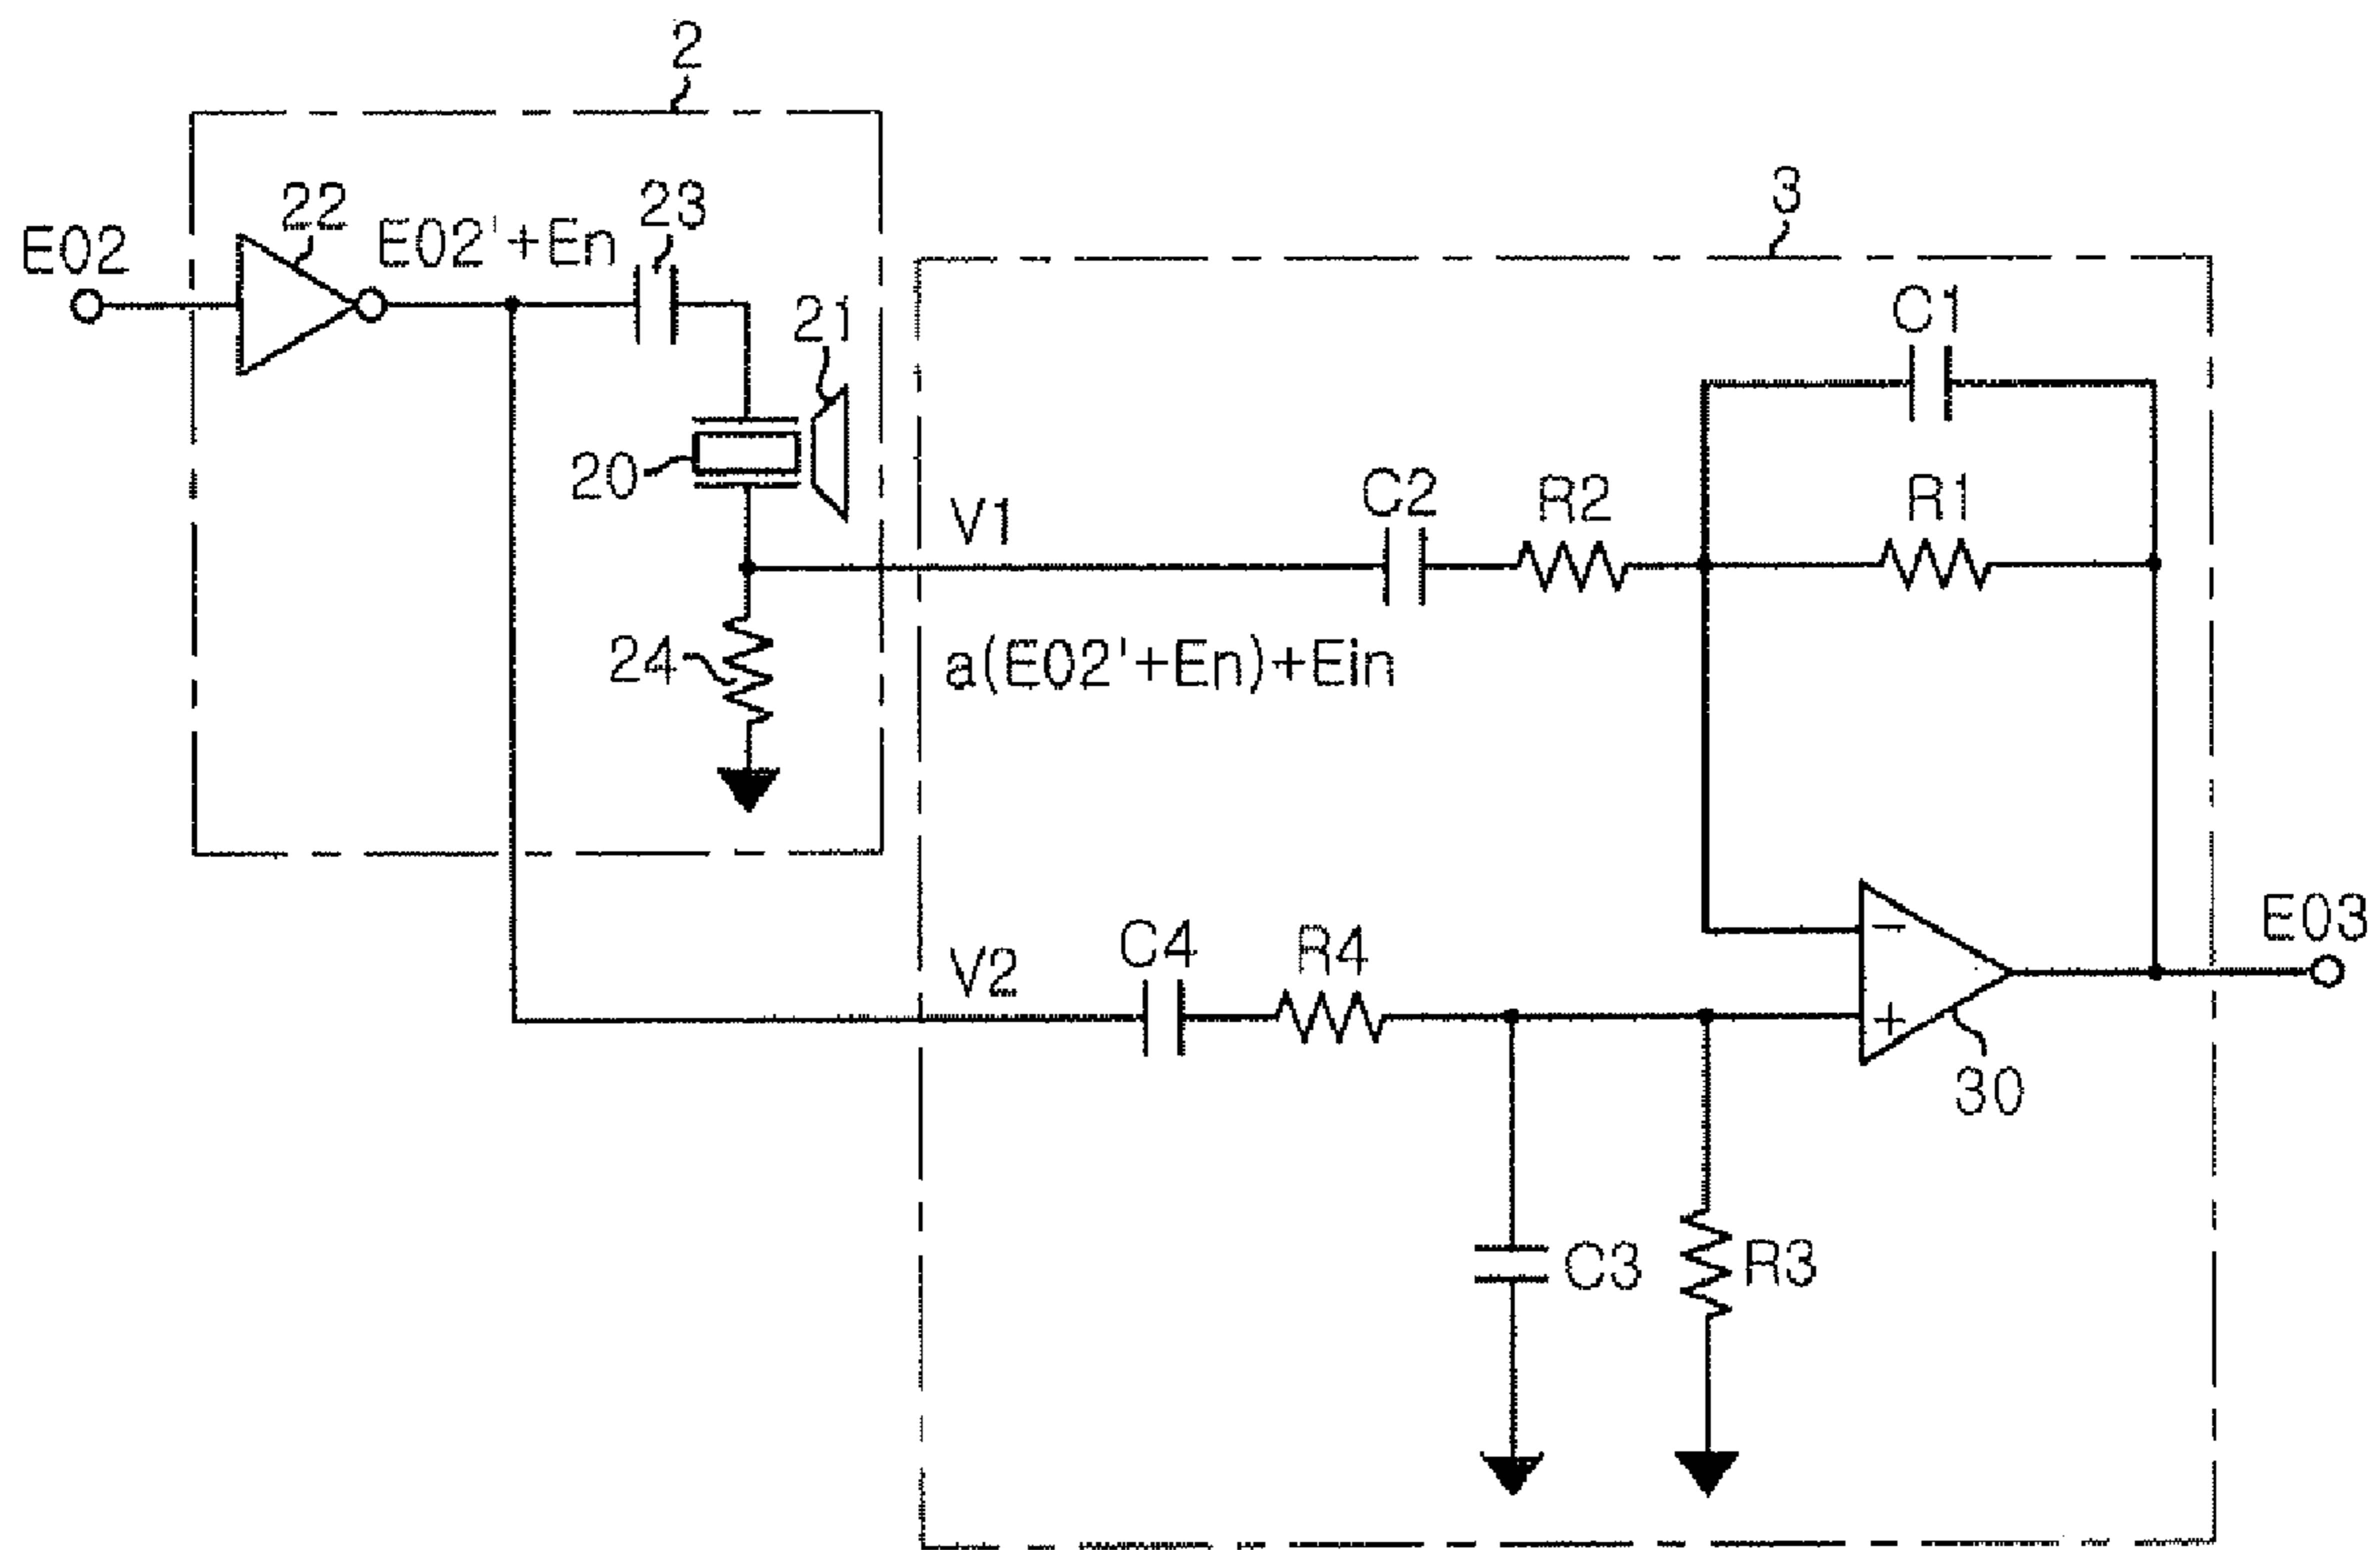 2
3
E02
22
E02'+En
23
21
20
24
V1
a(E02'+En)+Ein
C1
C2
R2
R1
V2
C4
R4
−
+
30
E03
C3
R3